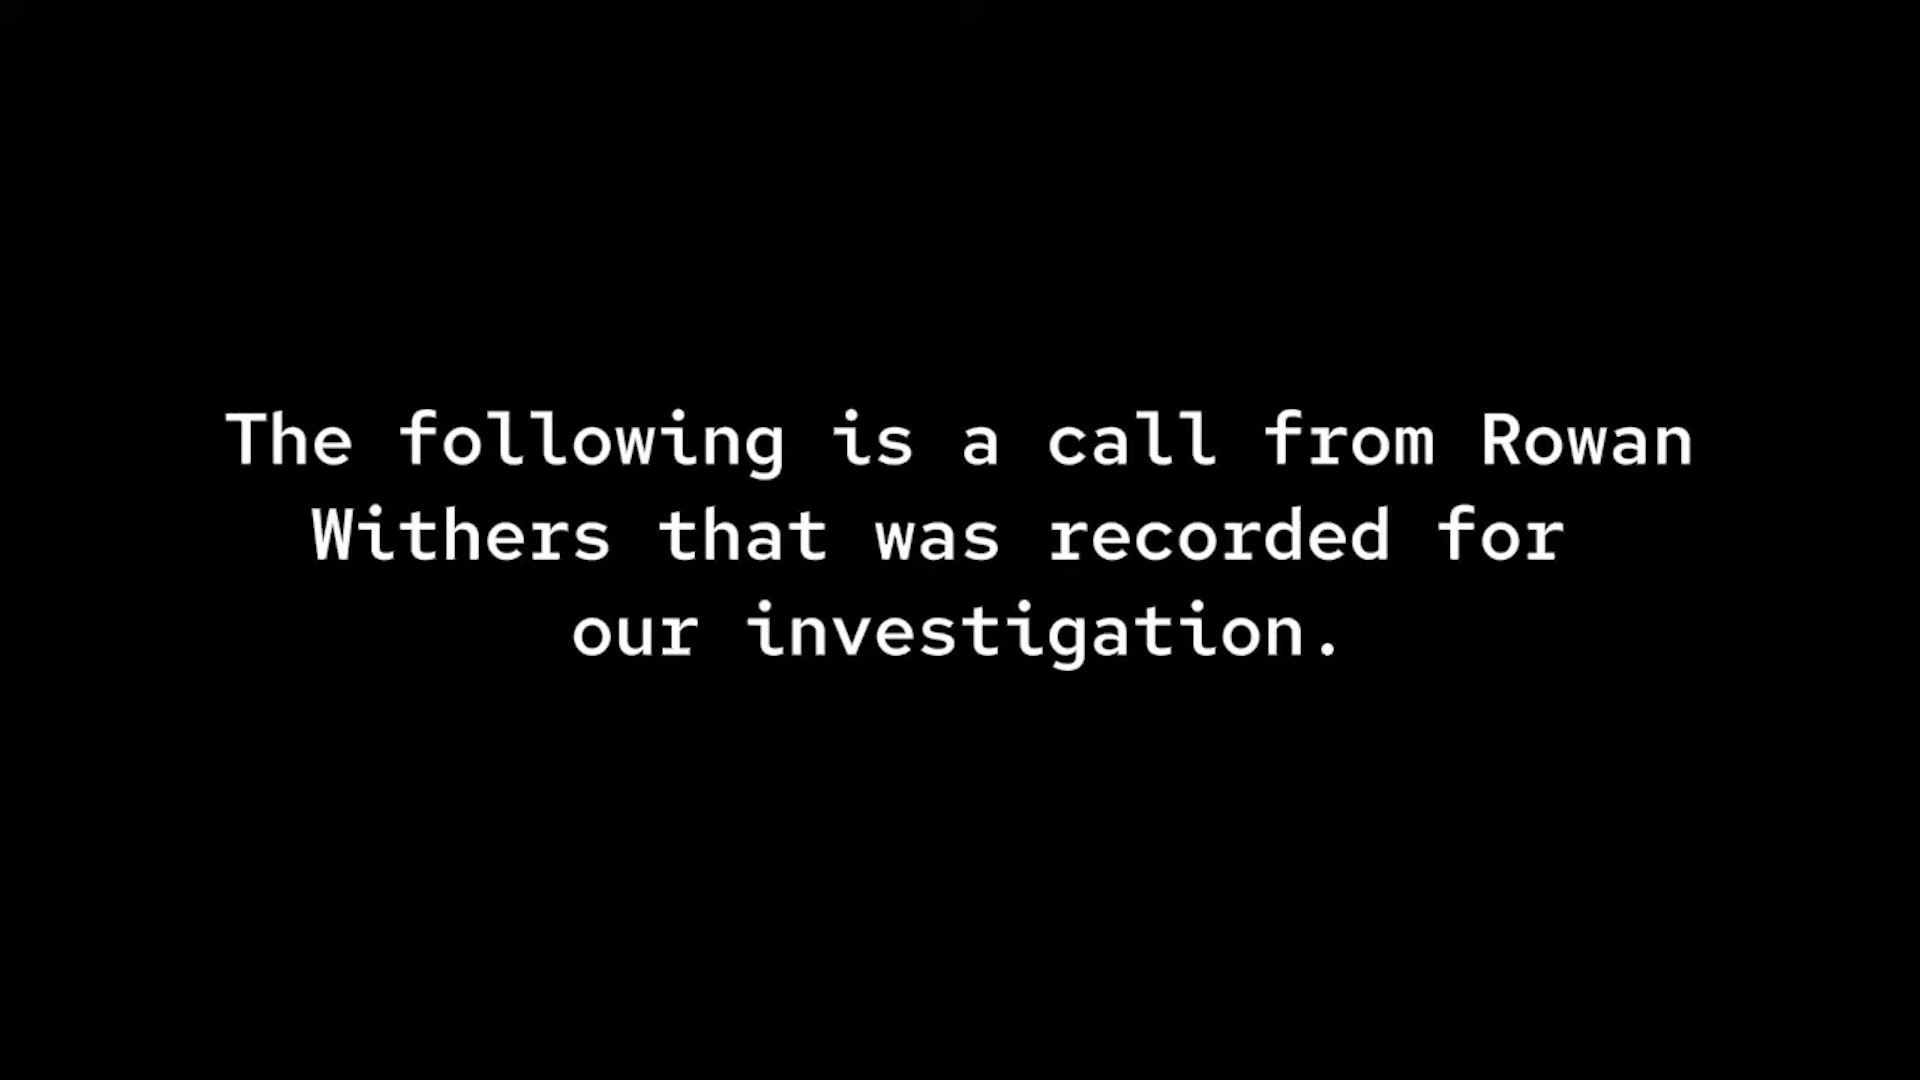 The following is a call from Rowan
Withers that was recorded for
our investigation.